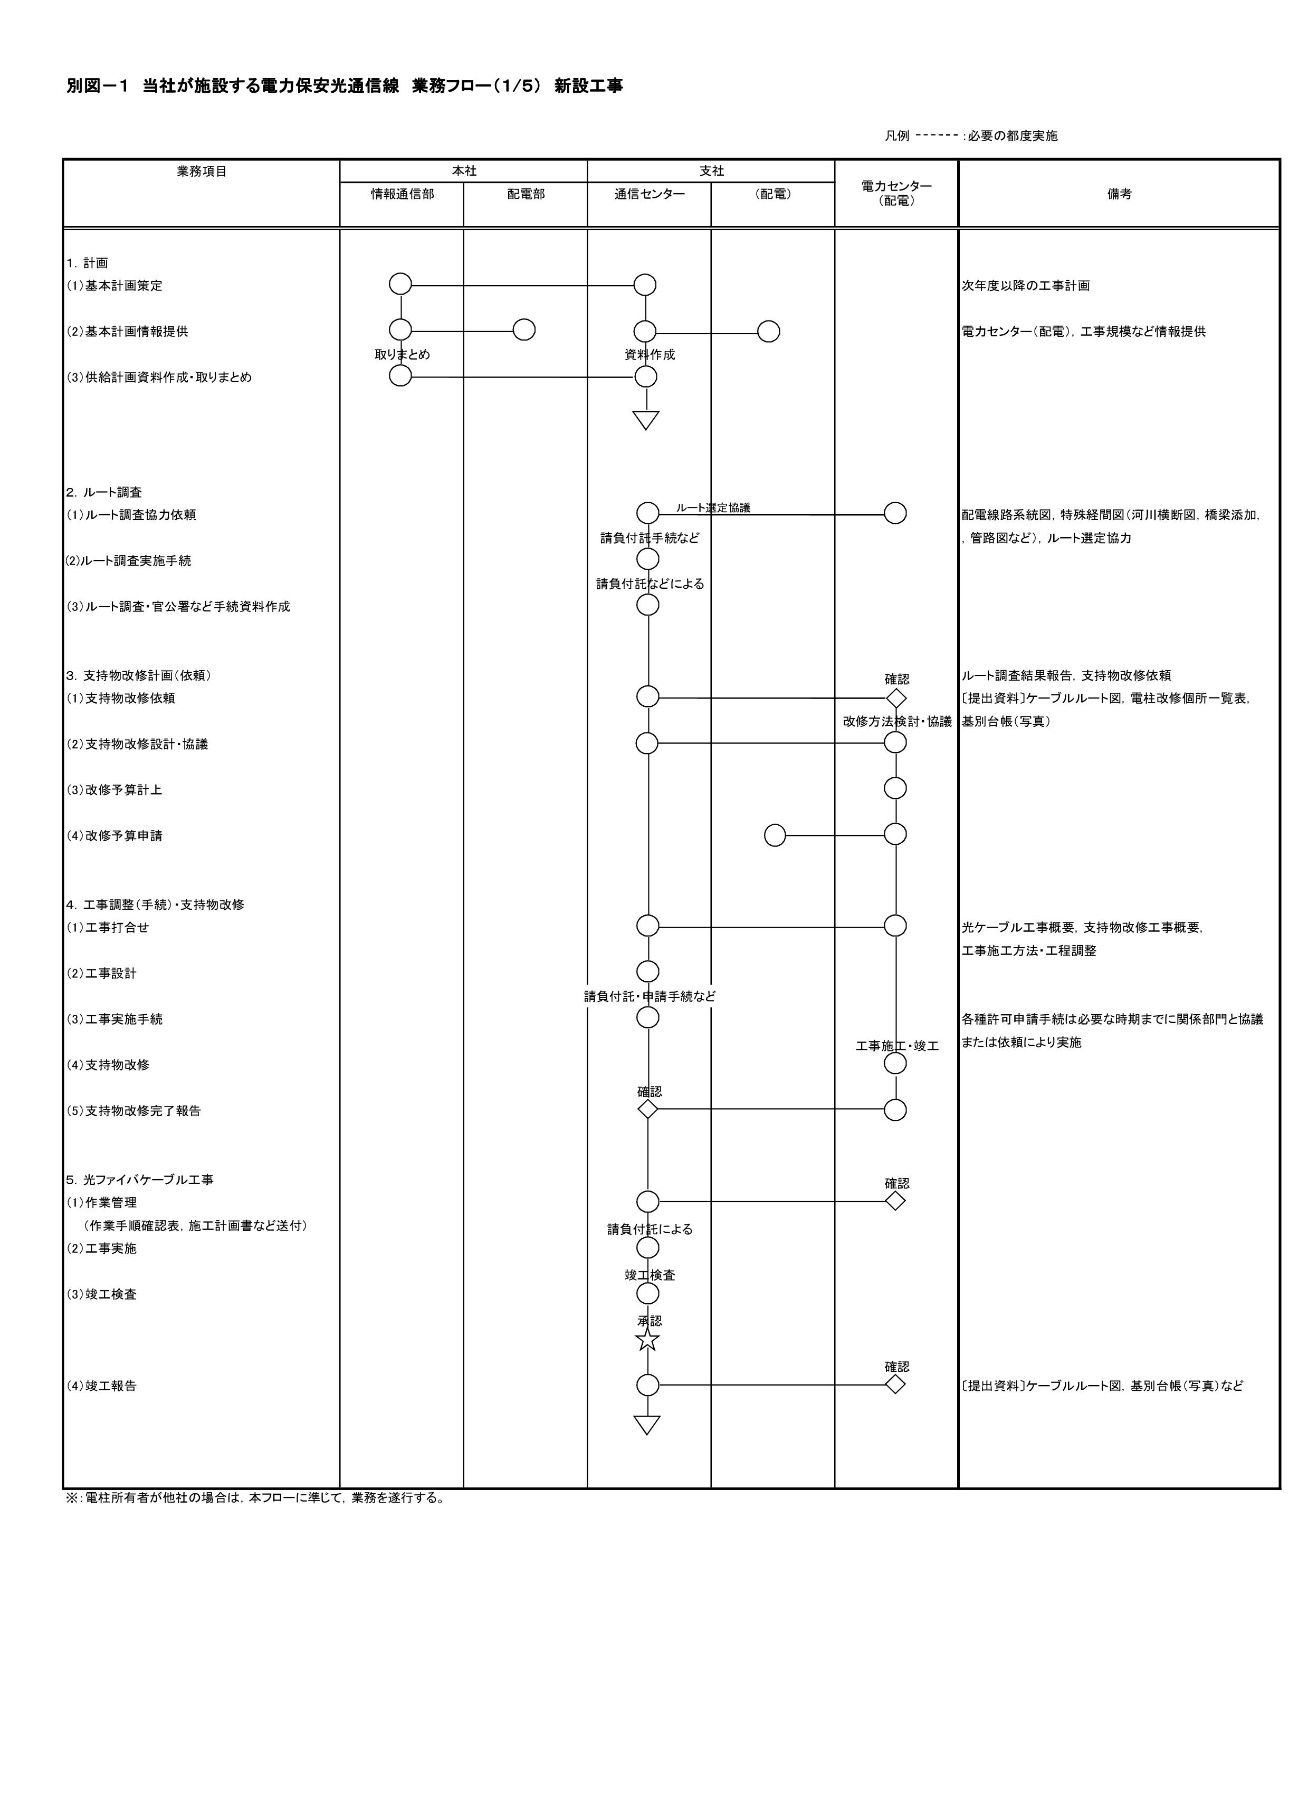 別図－1　当社が施設する電力保安光通信線　業務フロー（1/5）　新設工事
凡例 ------ ：必要の都度実施
業務項目
本社
支社
電力センター
（配電）
備考
情報通信部
配電部
通信センター
（配電）
1．計画
(1)基本計画策定
次年度以降の工事計画
(2)基本計画情報提供
電力センター（配電），工事規模など情報提供
取りまとめ
資料作成
(3)供給計画資料作成・取りまとめ
2．ルート調査
(1)ルート調査協力依頼
ルート選定協議
配電線路系統図，特殊経間図（河川横断図，橋梁添加，
，管路図など），ルート選定協力
請負付託手続など
(2)ルート調査実施手続
請負付託などによる
(3)ルート調査・官公署など手続資料作成
3．支持物改修計画（依頼）
確認
ルート調査結果報告，支持物改修依頼
(1)支持物改修依頼
〔提出資料〕ケーブルルート図，電柱改修個所一覧表，
改修方法検討・協議
基別台帳（写真）
(2)支持物改修設計・協議
(3)改修予算計上
(4)改修予算申請
4．工事調整（手続）・支持物改修
(1)工事打合せ
光ケーブル工事概要，支持物改修工事概要，
工事施工方法・工程調整
(2)工事設計
請負付託・申請手続など
(3)工事実施手続
各種許可申請手続は必要な時期までに関係部門と協議
または依頼により実施
工事施工・竣工
(4)支持物改修
確認
(5)支持物改修完了報告
5．光ファイバケーブル工事
確認
(1)作業管理
（作業手順確認表，施工計画書など送付）
請負付託による
(2)工事実施
竣工検査
(3)竣工検査
承認
確認
(4)竣工報告
〔提出資料〕ケーブルルート図，基別台帳（写真）など
※：電柱所有者が他社の場合は，本フローに準じて，業務を遂行する。